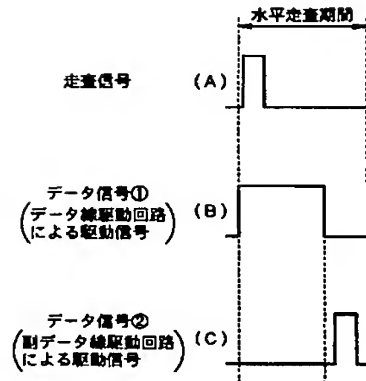 水平走査期間
走査信号 (A)
データ信号① (B)
(データ線駆動回路
による駆動信号)
データ信号② (C)
(副データ線駆動回路
による駆動信号)